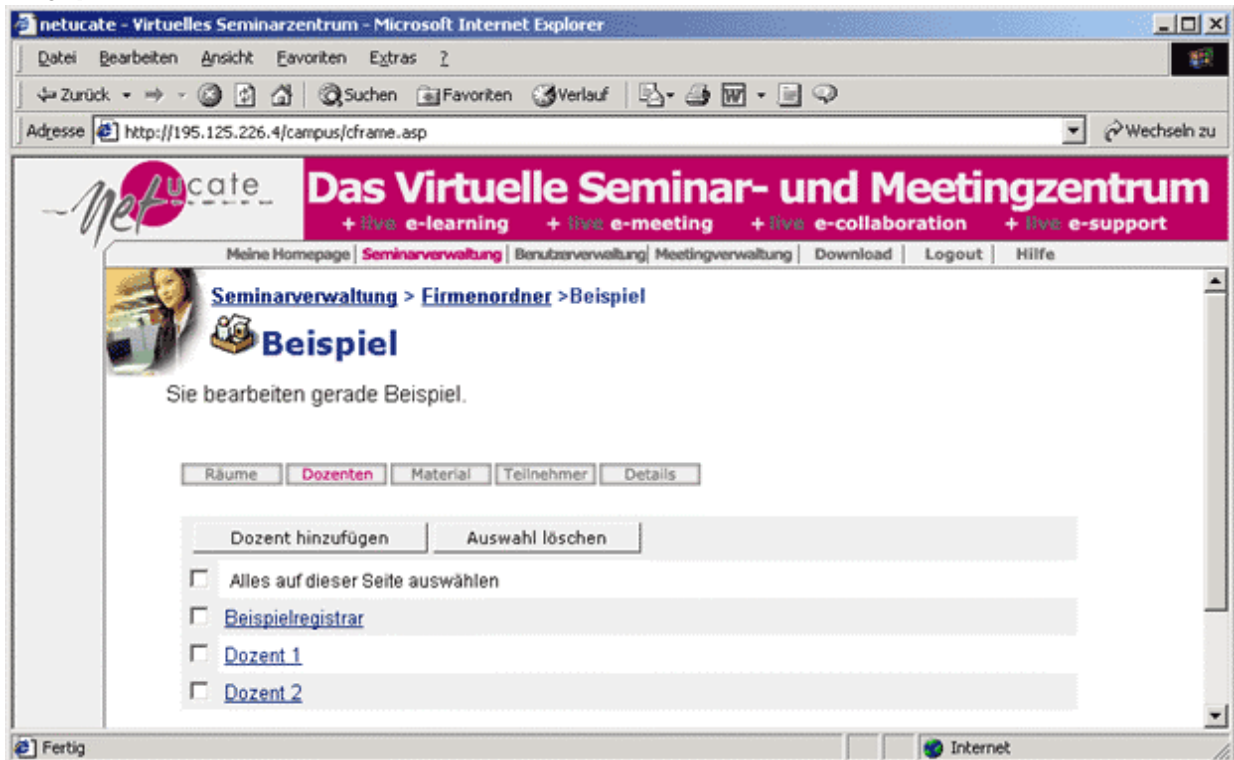 netucate - Virtuelles Seminarzentrum - Microsoft Internet Explorer
Datei Bearbeiten Ansicht Favoriten Extras ?
Zurück Suchen Favoriten Verlauf
Adresse http://195.125.226.4/campus/cframe.asp Wechseln zu
netucate Das Virtuelle Seminar- und Meetingzentrum
+ live e-learning + live e-meeting + live e-collaboration + live e-support
Meine Homepage | Seminarverwaltung | Benutzerverwaltung | Meetingverwaltung | Download | Logout | Hilfe
Seminarverwaltung > Firmenordner >Beispiel
Beispiel
Sie bearbeiten gerade Beispiel.
Räume Dozenten Material Teilnehmer Details
Dozent hinzufügen Auswahl löschen
Alles auf dieser Seite auswählen
Beispielregistrar
Dozent 1
Dozent 2
Fertig Internet